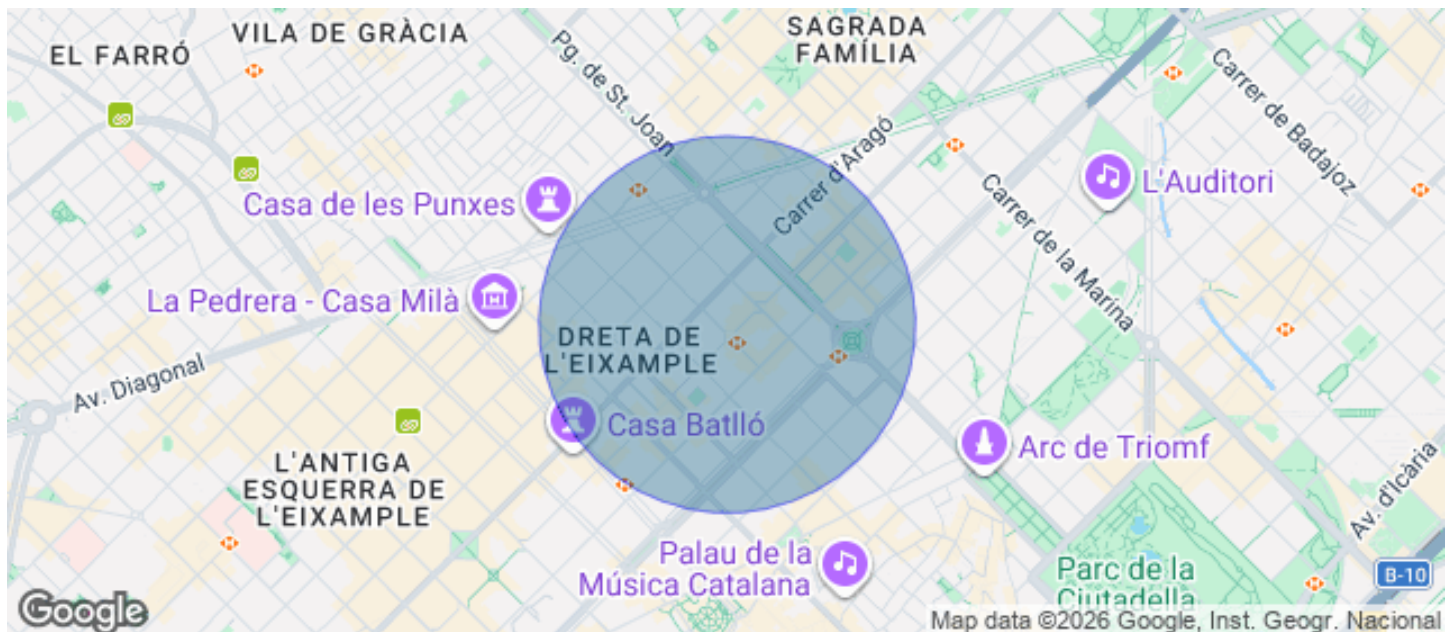 VILA DE GRÀCIA
SAGRADA
FAMÍLIA
EL FARRÓ
Pg. de St. Joan
Carrer de Badajoz
Carrer d'Aragó
L'Auditori
Casa de les Punxes
Carrer de la Marina
La Pedrera - Casa Milà
DRETA DE
L'EIXAMPLE
Av. Diagonal
Casa Batlló
Arc de Triomf
L'ANTIGA
ESQUERRA DE
L'EIXAMPLE
Av. d'Icària
Palau de la
Música Catalana
Parc de la
Ciutadella
B-10
Google
Map data ©2026 Google, Inst. Geogr. Nacional